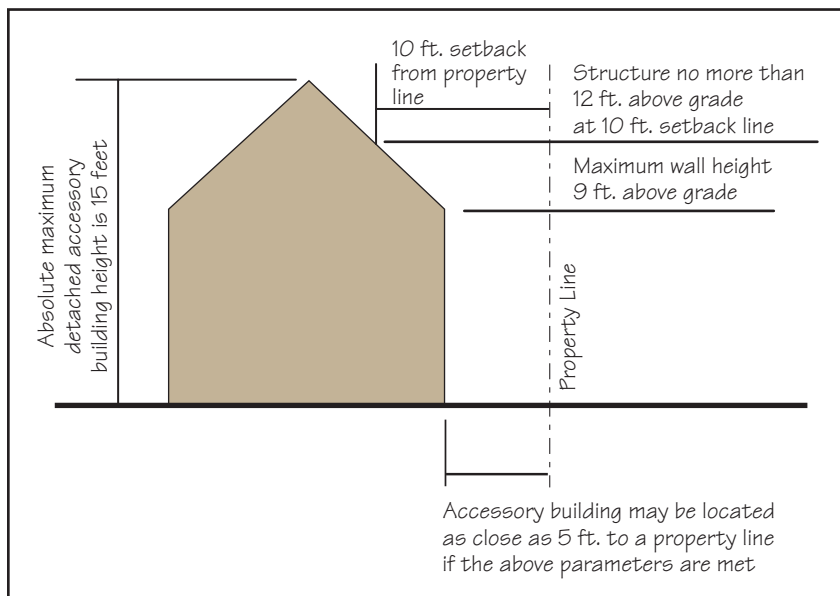 10 ft. setback
from property
line
Structure no more than
12 ft. above grade
at 10 ft. setback line
Maximum wall height
9 ft. above grade
Absolute maximum
detached accessory
building height is 15 feet
Property Line
Accessory building may be located
as close as 5 ft. to a property line
if the above parameters are met